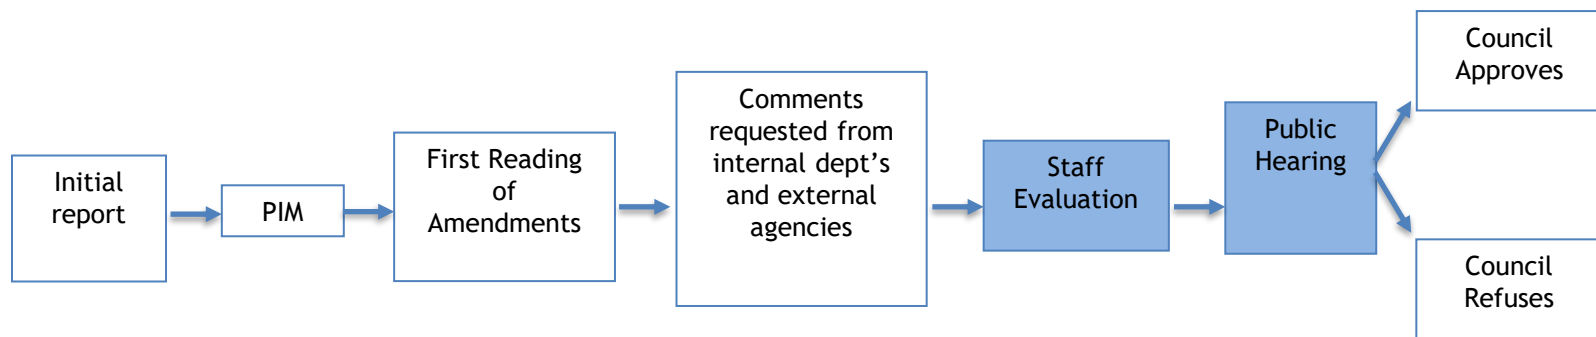 Initial
report
PIM
First Reading
of
Amendments
Comments
requested from
internal dept’s
and external
agencies
Staff
Evaluation
Public
Hearing
Council
Approves
Council
Refuses